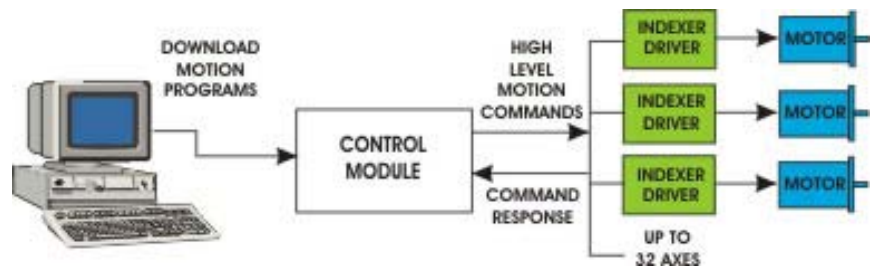 DOWNLOAD
MOTION
PROGRAMS
CONTROL
MODULE
HIGH
LEVEL
MOTION
COMMANDS
COMMAND
RESPONSE
INDEXER
DRIVER
MOTOR
INDEXER
DRIVER
MOTOR
INDEXER
DRIVER
MOTOR
UP TO
32 AXES